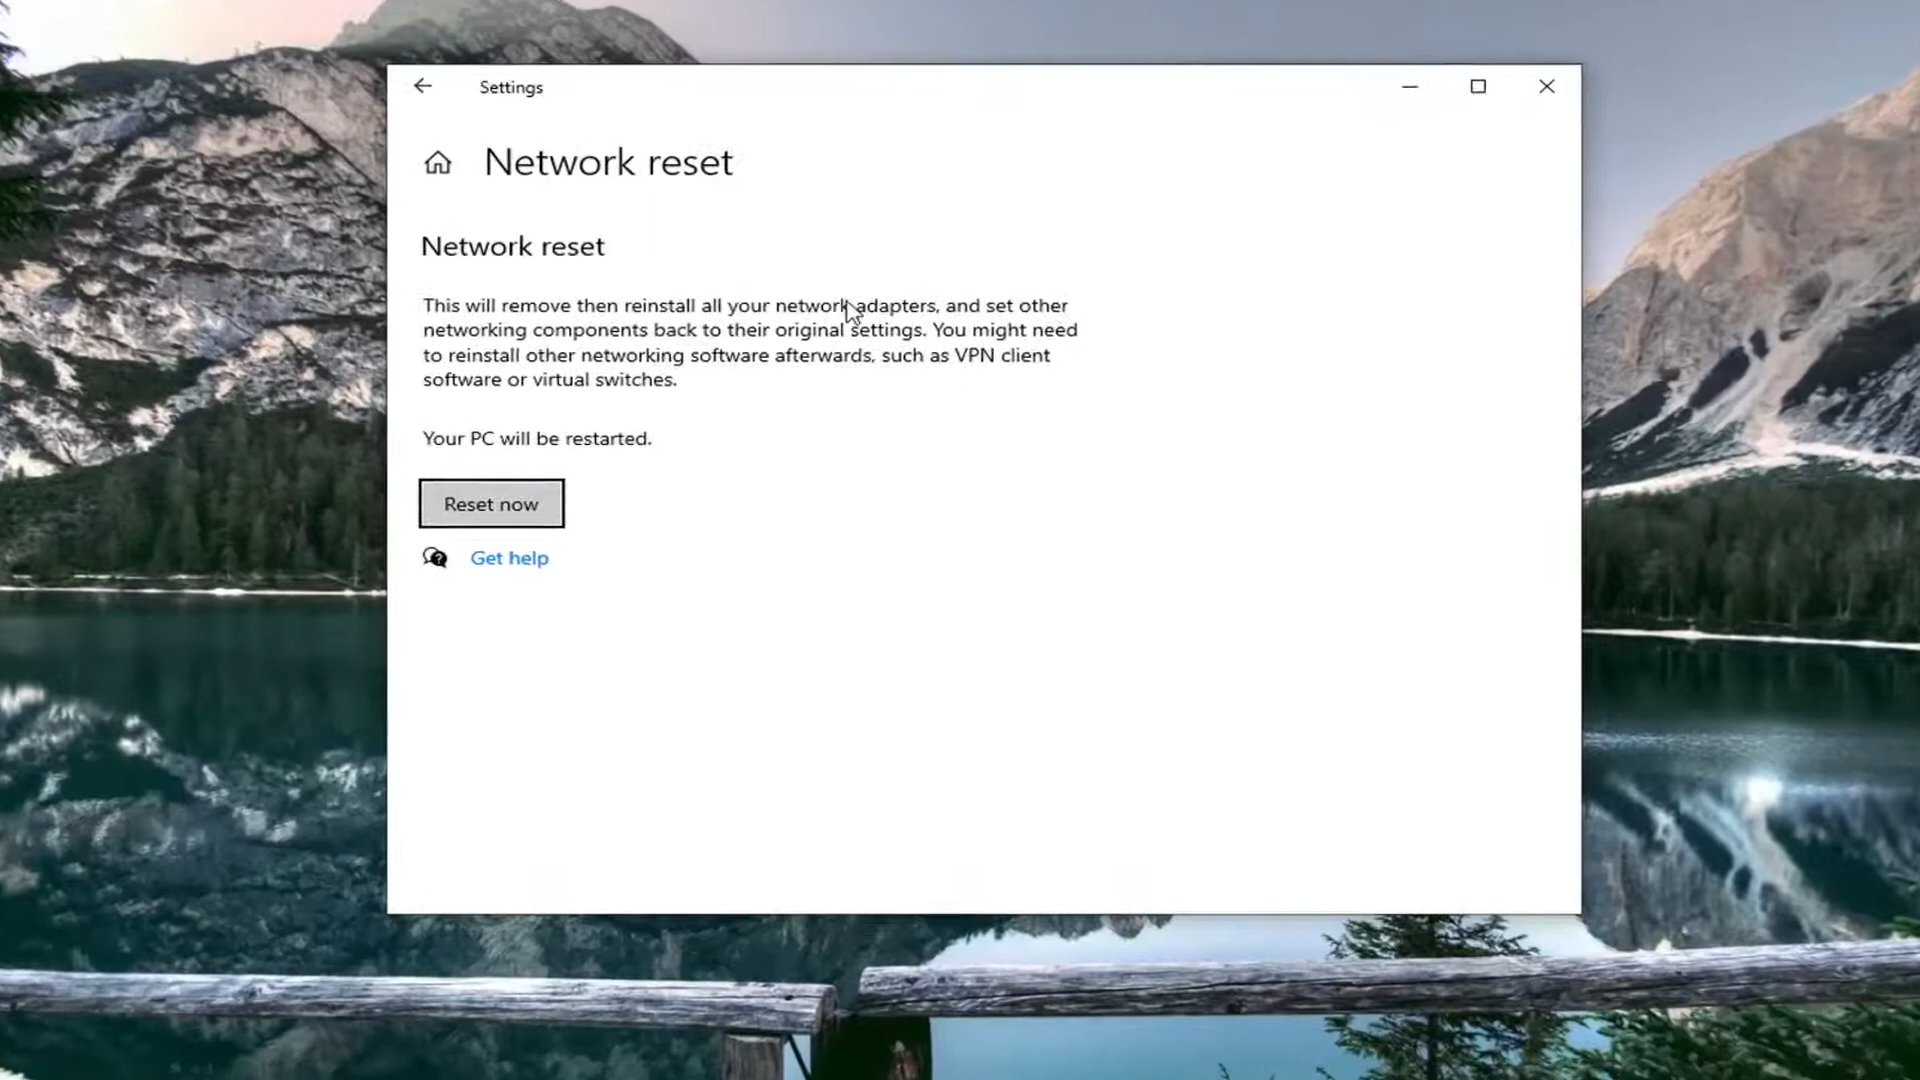 Settings
Network reset
Network reset
This will remove then reinstall all your network adapters, and set other
networking components back to their original settings. You might need
to reinstall other networking software afterwards, such as VPN client
software or virtual switches.
Your PC will be restarted.
Reset now
Get help